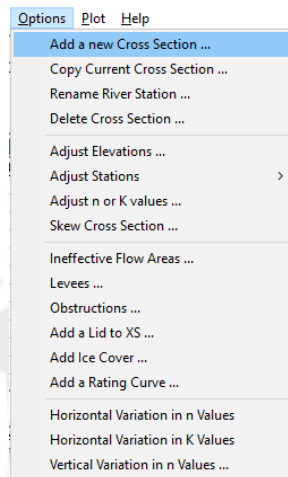 Options Plot Help
Add a new Cross Section ...
Copy Current Cross Section ...
Rename River Station ...
Delete Cross Section ...
Adjust Elevations ...
Adjust Stations
Adjust n or K values ...
Skew Cross Section ...
Ineffective Flow Areas ...
Levees ...
Obstructions ...
Add a Lid to XS ...
Add Ice Cover ...
Add a Rating Curve ...
Horizontal Variation in n Values
Horizontal Variation in K Values
Vertical Variation in n Values ...